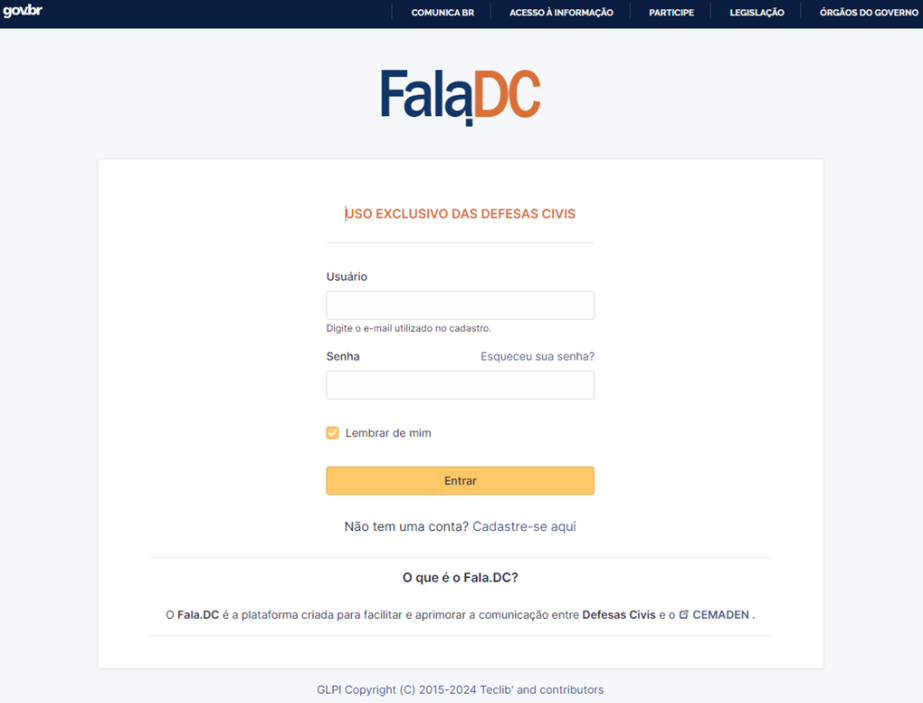 gov.br
COMUNICA BR
ACESSO À INFORMAÇÃO
PARTICIPE
LEGISLAÇÃO
ÓRGÃOS DO GOVERNO
Fala.DC
USO EXCLUSIVO DAS DEFESAS CIVIS
Usuário
Digite o e-mail utilizado no cadastro.
Senha
Esqueceu sua senha?
Lembrar de mim
Entrar
Não tem uma conta? Cadastre-se aqui
O que é o Fala.DC?
O Fala.DC é a plataforma criada para facilitar e aprimorar a comunicação entre Defesas Civis e o CEMADEN .
GLPI Copyright (C) 2015-2024 Teclib' and contributors